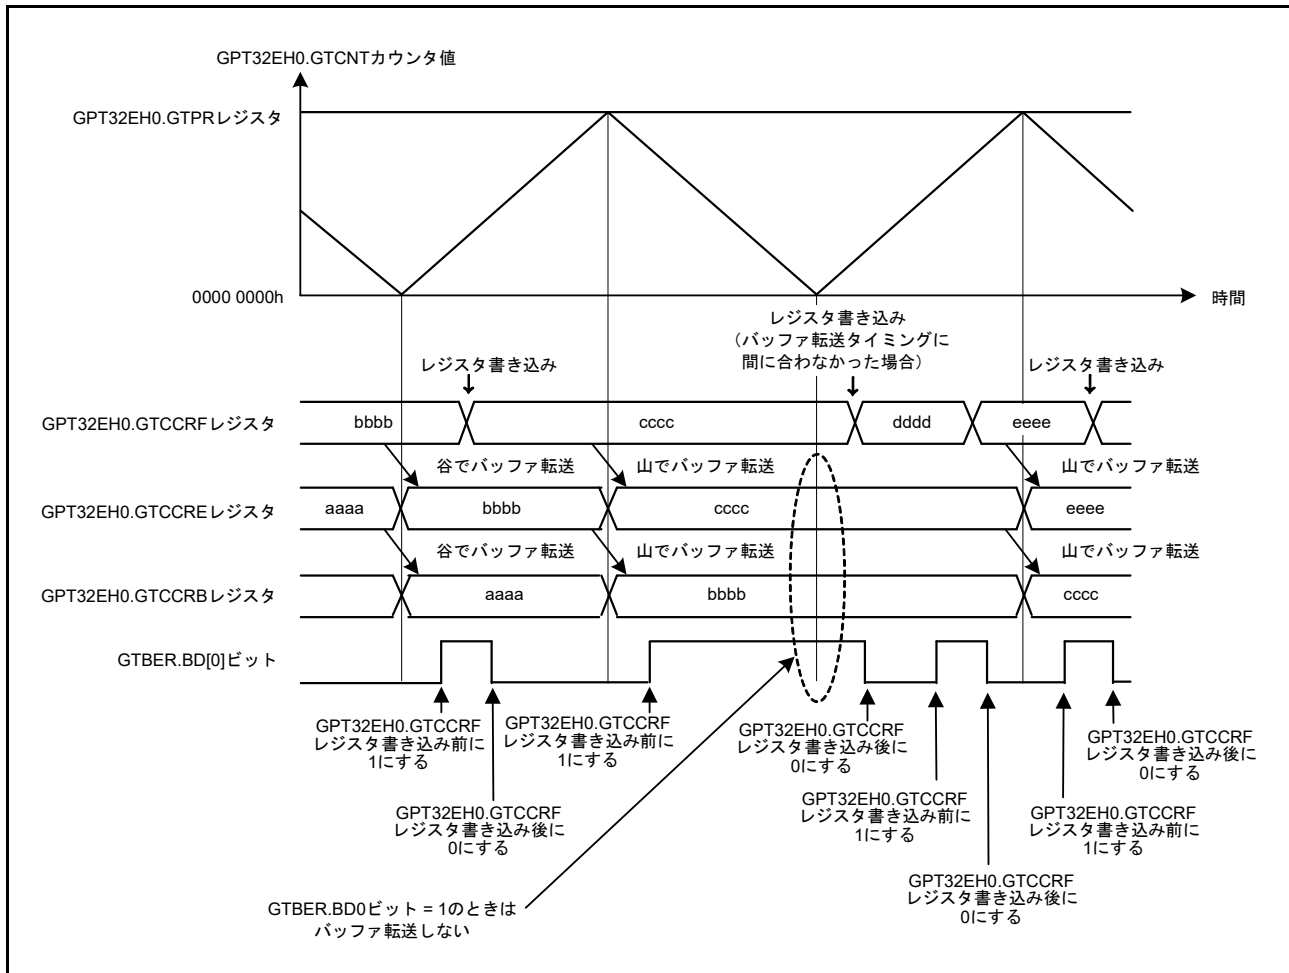 GPT32EH0.GTCNTカウンタ値
GPT32EH0.GTPRレジスタ
0000 0000h
時間
レジスタ書き込み
レジスタ書き込み
（バッファ転送タイミングに
間に合わなかった場合）
レジスタ書き込み
GPT32EH0.GTCCRFレジスタ
bbbb
cccc
dddd
eeee
谷でバッファ転送
山でバッファ転送
山でバッファ転送
GPT32EH0.GTCCREレジスタ
aaaa
bbbb
cccc
eeee
谷でバッファ転送
山でバッファ転送
山でバッファ転送
GPT32EH0.GTCCRBレジスタ
aaaa
bbbb
cccc
GTBER.BD[0]ビット
GPT32EH0.GTCCRF
レジスタ書き込み前に
1にする
GPT32EH0.GTCCRF
レジスタ書き込み後に
0にする
GPT32EH0.GTCCRF
レジスタ書き込み前に
1にする
GPT32EH0.GTCCRF
レジスタ書き込み後に
0にする
GPT32EH0.GTCCRF
レジスタ書き込み前に
1にする
GPT32EH0.GTCCRF
レジスタ書き込み後に
0にする
GPT32EH0.GTCCRF
レジスタ書き込み前に
1にする
GPT32EH0.GTCCRF
レジスタ書き込み後に
0にする
GTBER.BD0ビット = 1のときは
バッファ転送しない